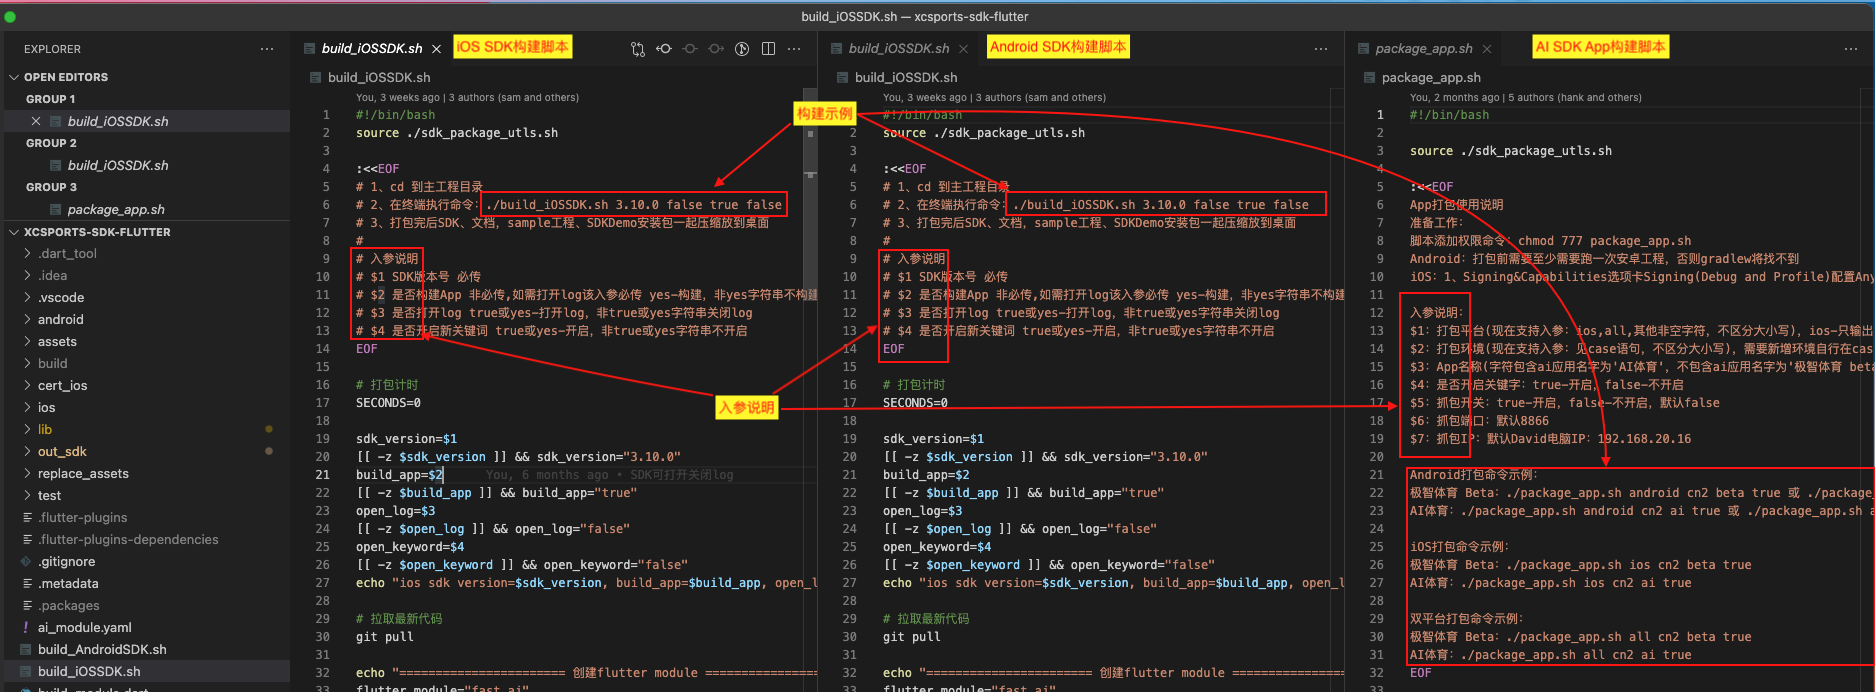 build_iOSSDK.sh — xcsports-sdk-flutter
EXPLORER
OPEN EDITORS
GROUP 1
build_iOSSDK.sh
GROUP 2
build_iOSSDK.sh
GROUP 3
package_app.sh
XCSPORTS-SDK-FLUTTER
.dart_tool
.idea
.vscode
android
assets
build
cert_ios
ios
lib
out_sdk
replace_assets
test
.flutter-plugins
.flutter-plugins-dependencies
.gitignore
.metadata
.packages
ai_module.yaml
build_AndroidSDK.sh
build_iOSSDK.sh
build_module.dart
build_iOSSDK.sh
iOS SDK构建脚本
build_iOSSDK.sh
You, 3 weeks ago | 3 authors (sam and others)
1 #!/bin/bash
2 source ./sdk_package_utls.sh
3
4 :<<EOF
5 # 1、cd 到主工程目录
6 # 2、在终端执行命令：./build_iOSSDK.sh 3.10.0 false true false
7 # 3、打包完后SDK、文档，sample工程、SDKDemo安装包一起压缩放到桌面
8 #
9 # 入参说明
10 # $1 SDK版本号 必传
11 # $2 是否构建App 非必传,如需打开log该入参必传 yes-构建，非yes字符串不构建
12 # $3 是否打开log true或yes-打开log，非true或yes字符串关闭log
13 # $4 是否开启新关键词 true或yes-开启，非true或yes字符串不开启
14 EOF
15
16 # 打包计时
17 SECONDS=0
18
19 sdk_version=$1
20 [[ -z $sdk_version ]] && sdk_version="3.10.0"
21 build_app=$2 You, 6 months ago • SDK可打开关闭log
22 [[ -z $build_app ]] && build_app="true"
23 open_log=$3
24 [[ -z $open_log ]] && open_log="false"
25 open_keyword=$4
26 [[ -z $open_keyword ]] && open_keyword="false"
27 echo "ios sdk version=$sdk_version, build_app=$build_app, open_l
28
29 # 拉取最新代码
30 git pull
31
32 echo "====================== 创建flutter module ===============
33 flutter_module="fast_ai"
构建示例
入参说明
build_iOSSDK.sh
Android SDK构建脚本
build_iOSSDK.sh
You, 3 weeks ago | 3 authors (sam and others)
#!/bin/bash
2 source ./sdk_package_utls.sh
3
4 :<<EOF
5 # 1、cd 到主工程目录
6 # 2、在终端执行命令：./build_iOSSDK.sh 3.10.0 false true false
7 # 3、打包完后SDK、文档，sample工程、SDKDemo安装包一起压缩放到桌面
8 #
9 # 入参说明
10 # $1 SDK版本号 必传
11 # $2 是否构建App 非必传,如需打开log该入参必传 yes-构建，非yes字符串不构建
12 # $3 是否打开log true或yes-打开log，非true或yes字符串关闭log
13 # $4 是否开启新关键词 true或yes-开启，非true或yes字符串不开启
14 EOF
15
16 # 打包计时
17 SECONDS=0
18
19 sdk_version=$1
20 [[ -z $sdk_version ]] && sdk_version="3.10.0"
21 build_app=$2
22 [[ -z $build_app ]] && build_app="true"
23 open_log=$3
24 [[ -z $open_log ]] && open_log="false"
25 open_keyword=$4
26 [[ -z $open_keyword ]] && open_keyword="false"
27 echo "ios sdk version=$sdk_version, build_app=$build_app, open_l
28
29 # 拉取最新代码
30 git pull
31
32 echo "====================== 创建flutter module ===============
33 flutter_module="fast_ai"
package_app.sh
AI SDK App构建脚本
package_app.sh
You, 2 months ago | 5 authors (hank and others)
1 #!/bin/bash
2
3 source ./sdk_package_utls.sh
4
5 :<<EOF
6 App打包使用说明
7 准备工作：
8 脚本添加权限命令：chmod 777 package_app.sh
9 Android：打包前需要至少需要跑一次安卓工程，否则gradlew将找不到
10 iOS：1、Signing&Capabilities选项卡Signing(Debug and Profile)配置Any
11
12 入参说明：
13 $1：打包平台(现在支持入参：ios,all,其他非空字符，不区分大小写)，ios-只输出
14 $2：打包环境(现在支持入参：见case语句，不区分大小写)，需要新增环境自行在cas
15 $3：App名称(字符包含ai应用名字为'AI体育'，不包含ai应用名字为'极智体育 beta
16 $4：是否开启关键字：true-开启，false-不开启
17 $5：抓包开关：true-开启，false-不开启，默认false
18 $6：抓包端口：默认8866
19 $7：抓包IP：默认David电脑IP：192.168.20.16
20
21 Android打包命令示例：
22 极智体育 Beta：./package_app.sh android cn2 beta true 或 ./packag
23 AI体育：./package_app.sh android cn2 ai true 或 ./package_app.sh a
24
25 iOS打包命令示例：
26 极智体育 Beta：./package_app.sh ios cn2 beta true
27 AI体育：./package_app.sh ios cn2 ai true
28
29 双平台打包命令示例：
30 极智体育 Beta：./package_app.sh all cn2 beta true
31 AI体育：./package_app.sh all cn2 ai true
32 EOF
33